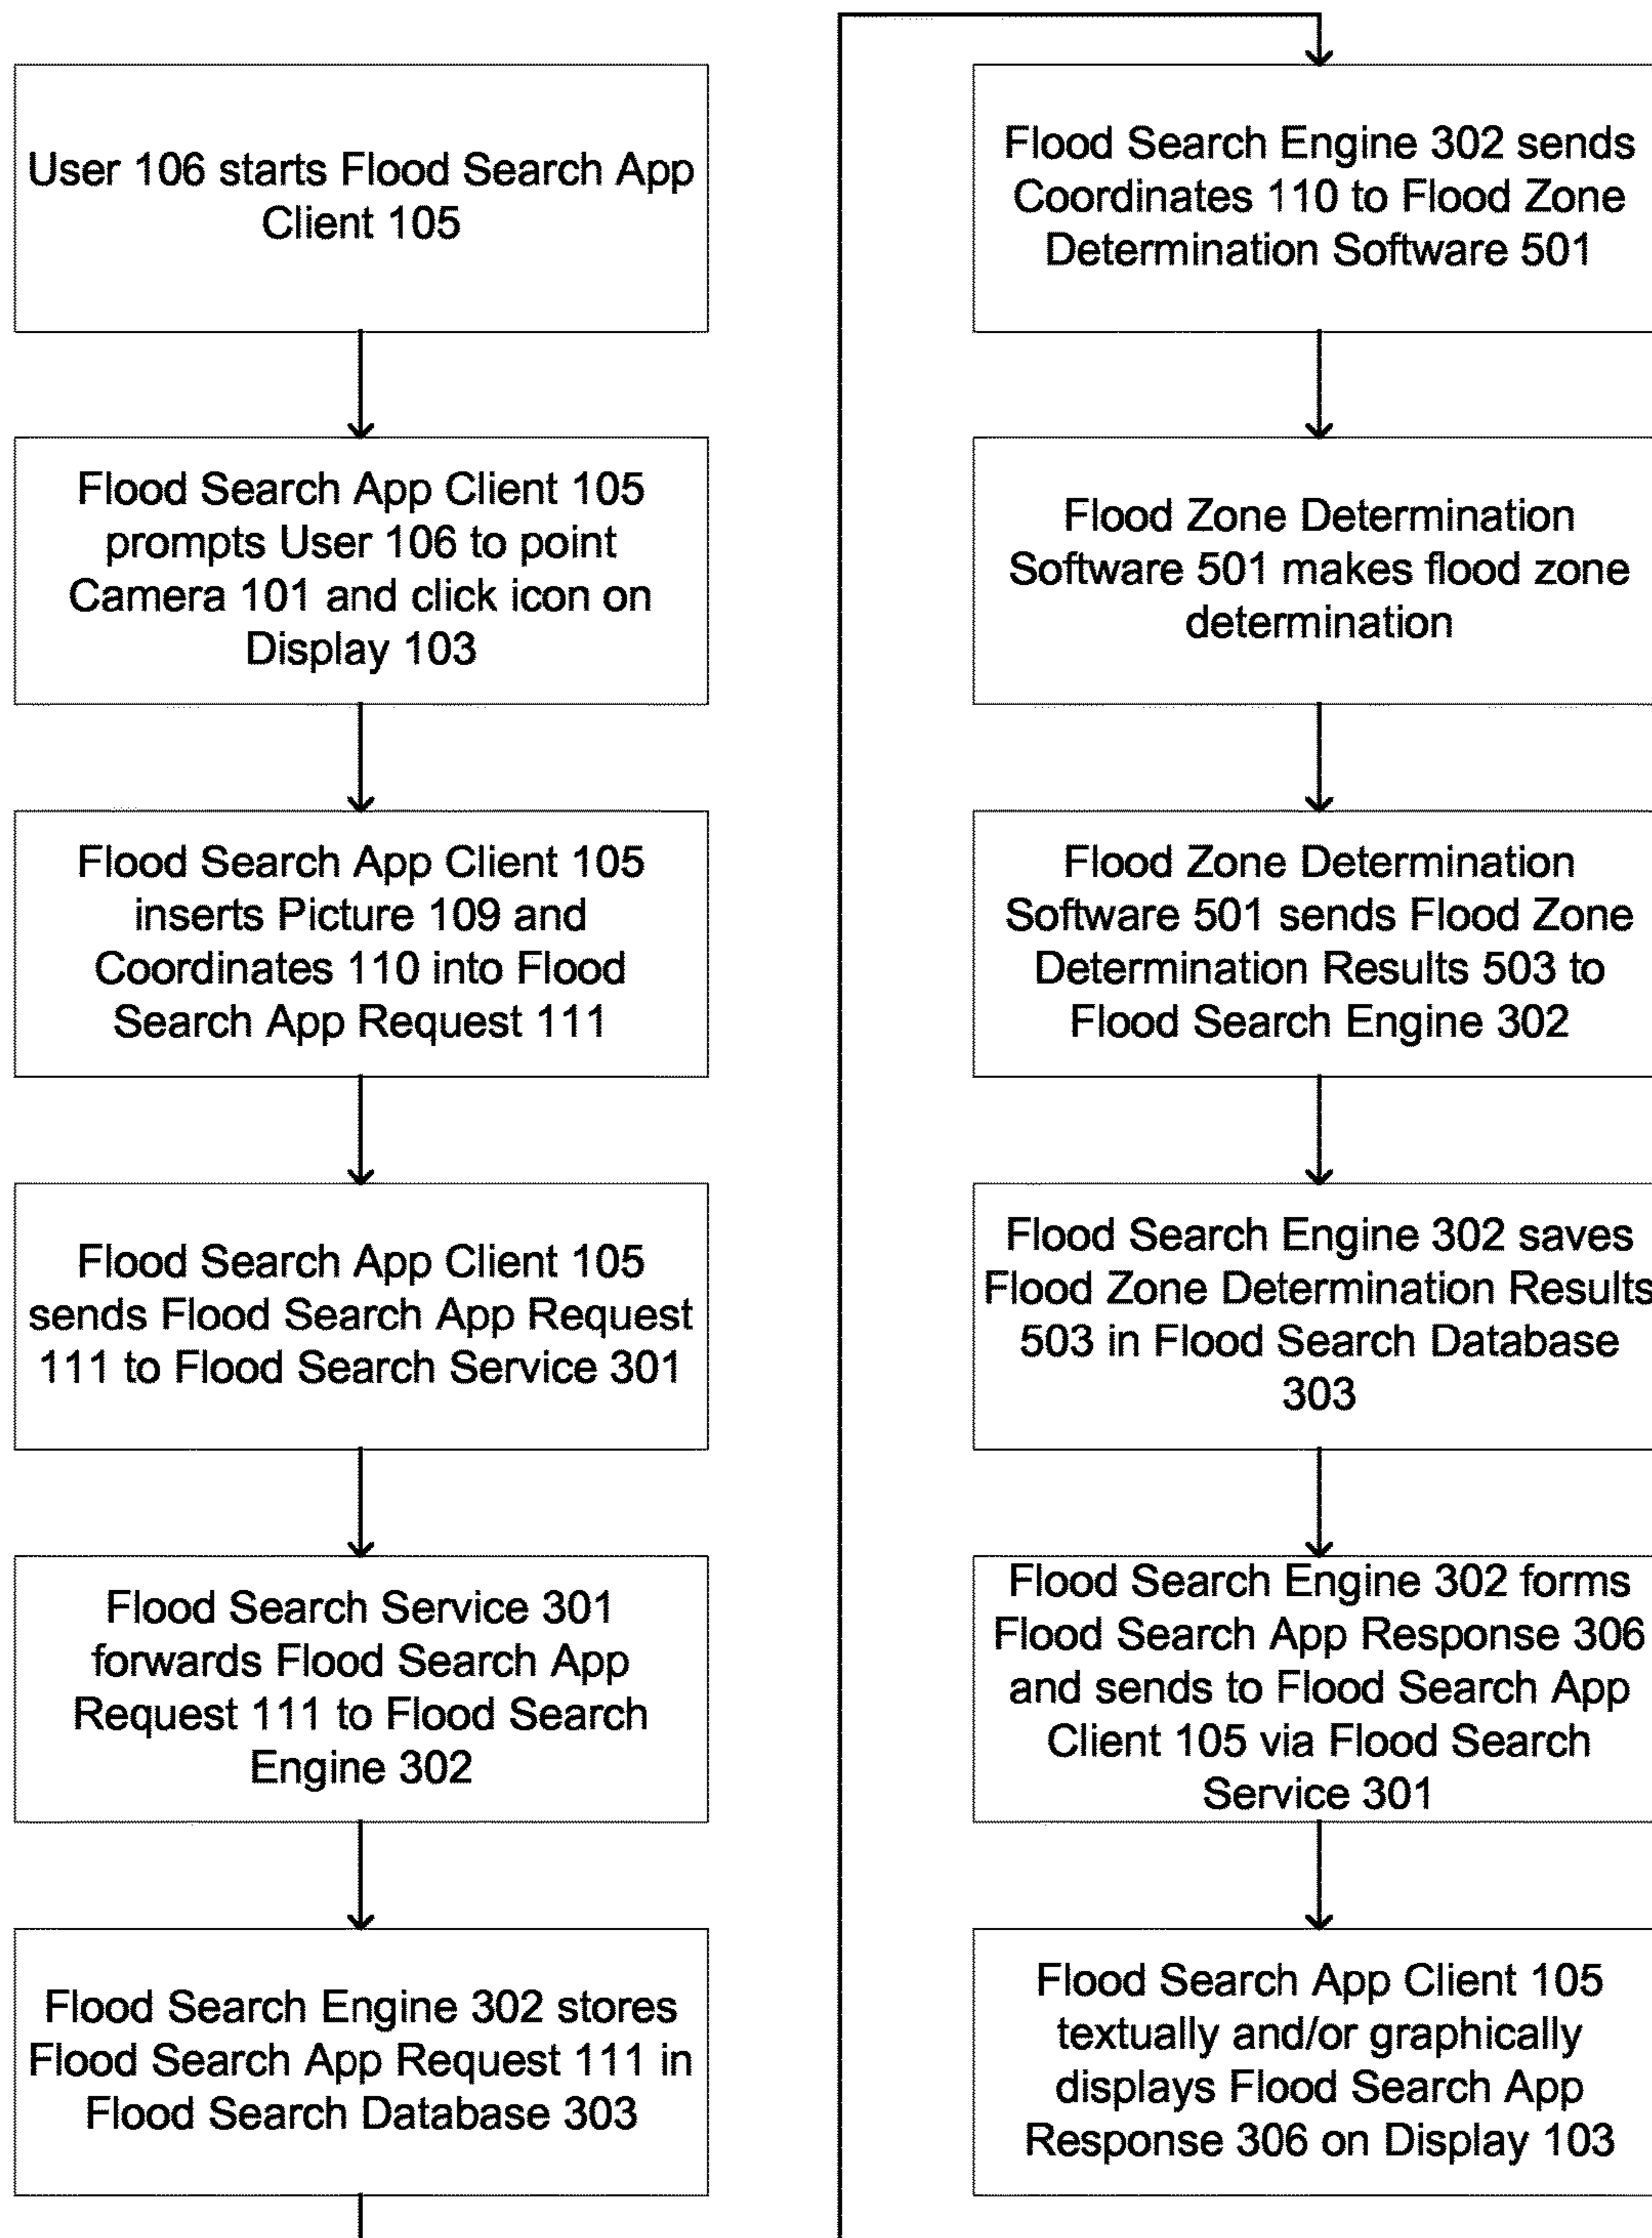 User 106 starts Flood Search App
Client 105
Flood Search App Client 105
prompts User 106 to point
Camera 101 and click icon on
Display 103
Flood Search App Client 105
inserts Picture 109 and
Coordinates 110 into Flood
Search App Request 111
Flood Search App Client 105
sends Flood Search App Request
111 to Flood Search Service 301
Flood Search Service 301
forwards Flood Search App
Request 111 to Flood Search
Engine 302
Flood Search Engine 302 stores
Flood Search App Request 111 in
Flood Search Database 303
Flood Search Engine 302 sends
Coordinates 110 to Flood Zone
Determination Software 501
Flood Zone Determination
Software 501 makes flood zone
determination
Flood Zone Determination
Software 501 sends Flood Zone
Determination Results 503 to
Flood Search Engine 302
Flood Search Engine 302 saves
Flood Zone Determination Results
503 in Flood Search Database
303
Flood Search Engine 302 forms
Flood Search App Response 306
and sends to Flood Search App
Client 105 via Flood Search
Service 301
Flood Search App Client 105
textually and/or graphically
displays Flood Search App
Response 306 on Display 103